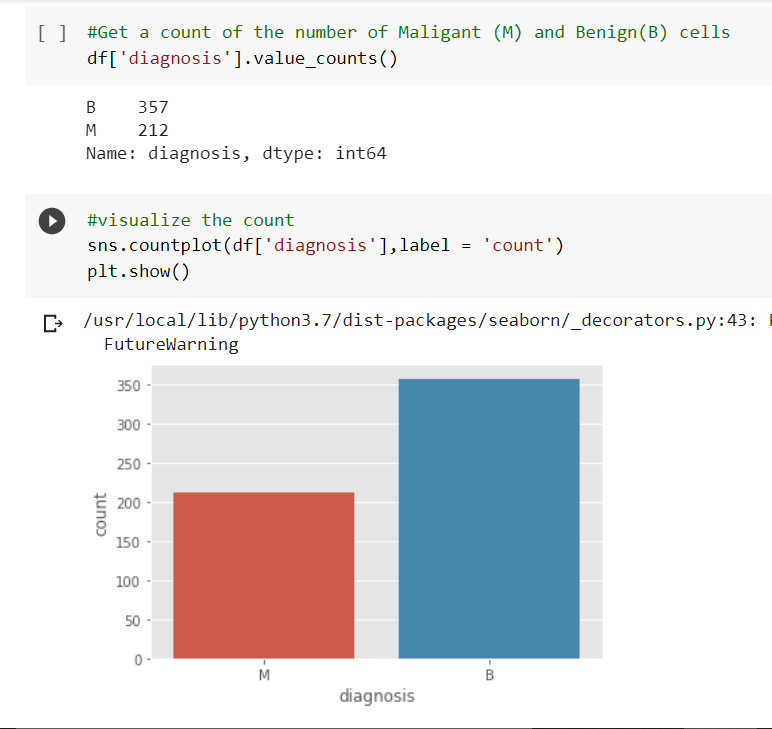 [ ] #Get a count of the number of Maligant (M) and Benign(B) cells
df['diagnosis'].value_counts()
B    357
M    212
Name: diagnosis, dtype: int64
#visualize the count
sns.countplot(df['diagnosis'],label = 'count')
plt.show()
/usr/local/lib/python3.7/dist-packages/seaborn/_decorators.py:43:
FutureWarning
350
300
250
200
150
100
50
0
count
M B
diagnosis